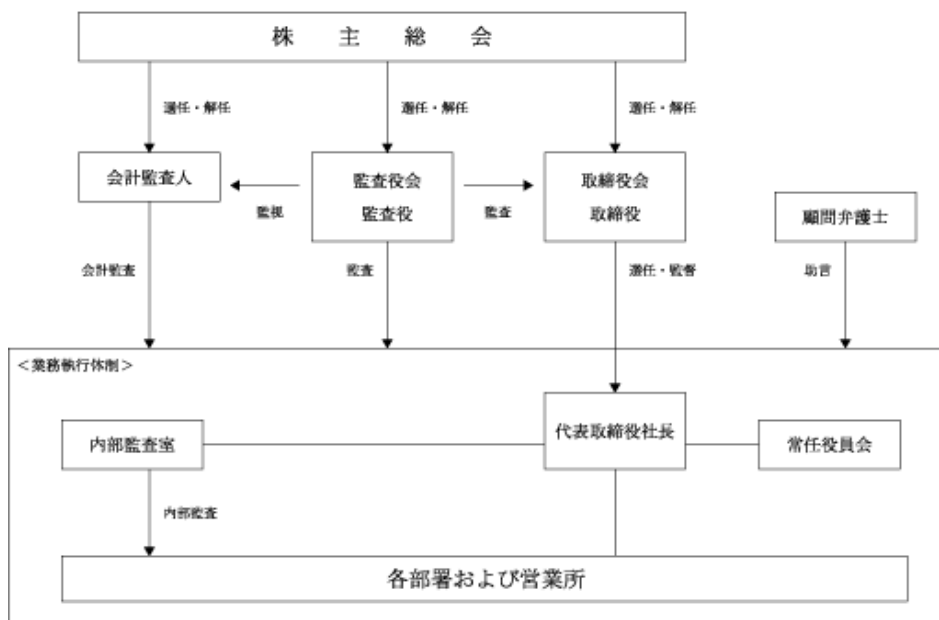 株主総会
選任・解任
選任・解任
選任・解任
会計監査人
監視
監査役会
監査役
監査
取締役会
取締役
顧問弁護士
会計監査
監査
選任・監督
助言
＜業務執行体制＞
内部監査室
代表取締役社長
常任役員会
内部監査
各部署および営業所